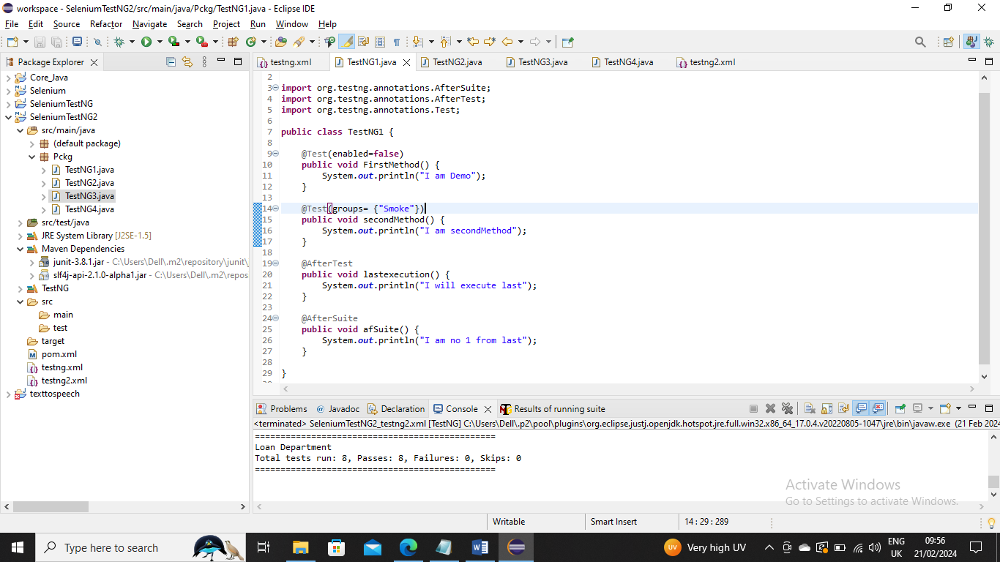 workspace - SeleniumTestNG2/src/main/java/Pckg/TestNG1.java - Eclipse IDE
File Edit Source Refactor Navigate Search Project Run Window Help
Package Explorer
Core_Java
Selenium
SeleniumTestNG
SeleniumTestNG2
src/main/java
(default package)
Pckg
TestNG1.java
TestNG2.java
TestNG3.java
TestNG4.java
src/test/java
JRE System Library [J2SE-1.5]
Maven Dependencies
junit-3.8.1.jar - C:\Users\Dell\.m2\repository\junit\
slf4j-api-2.1.0-alpha1.jar - C:\Users\Dell\.m2\repos
TestNG
src
main
test
target
pom.xml
testng.xml
testng2.xml
texttospeech
testng.xml TestNG1.java TestNG2.java TestNG3.java TestNG4.java testng2.xml
2
3 import org.testng.annotations.AfterSuite;
4 import org.testng.annotations.AfterTest;
5 import org.testng.annotations.Test;
6
7 public class TestNG1 {
8
9 @Test(enabled=false)
10 public void FirstMethod() {
11 System.out.println("I am Demo");
12 }
13
14 @Test(groups= {"Smoke"})
15 public void secondMethod() {
16 System.out.println("I am secondMethod");
17 }
18
19 @AfterTest
20 public void lastexecution() {
21 System.out.println("I will execute last");
22 }
23
24 @AfterSuite
25 public void afSuite() {
26 System.out.println("I am no 1 from last");
27 }
28
29 }
Problems @ Javadoc Declaration Console Results of running suite
<terminated> SeleniumTestNG2_testng2.xml [TestNG] C:\Users\Dell\.p2\pool\plugins\org.eclipse.justj.openjdk.hotspot.jre.full.win32.x86_64_17.0.4.v20220805-1047\jre\bin\javaw.exe (21 Feb 2024
===============================================
Loan Department
Total tests run: 8, Passes: 8, Failures: 0, Skips: 0
===============================================
Activate Windows
Go to Settings to activate Windows.
Writable Smart Insert 14 : 29 : 289
Type here to search
UV Very high UV
ENG
UK
09:56
21/02/2024